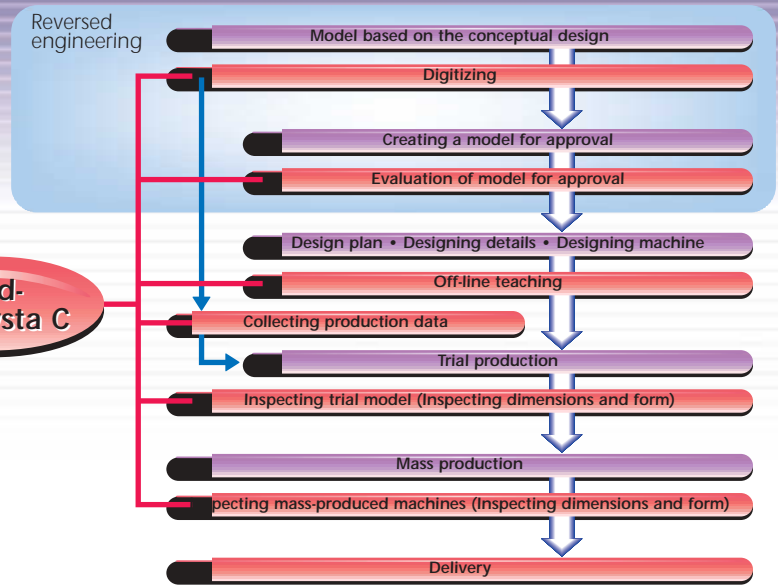 Reversed
engineering
Model based on the conceptual design
Digitizing
Creating a model for approval
Evaluation of model for approval
Design plan • Designing details • Designing machine
Off-line teaching
d-
sta C
Collecting production data
Trial production
Inspecting trial model (Inspecting dimensions and form)
Mass production
pecting mass-produced machines (Inspecting dimensions and form)
Delivery